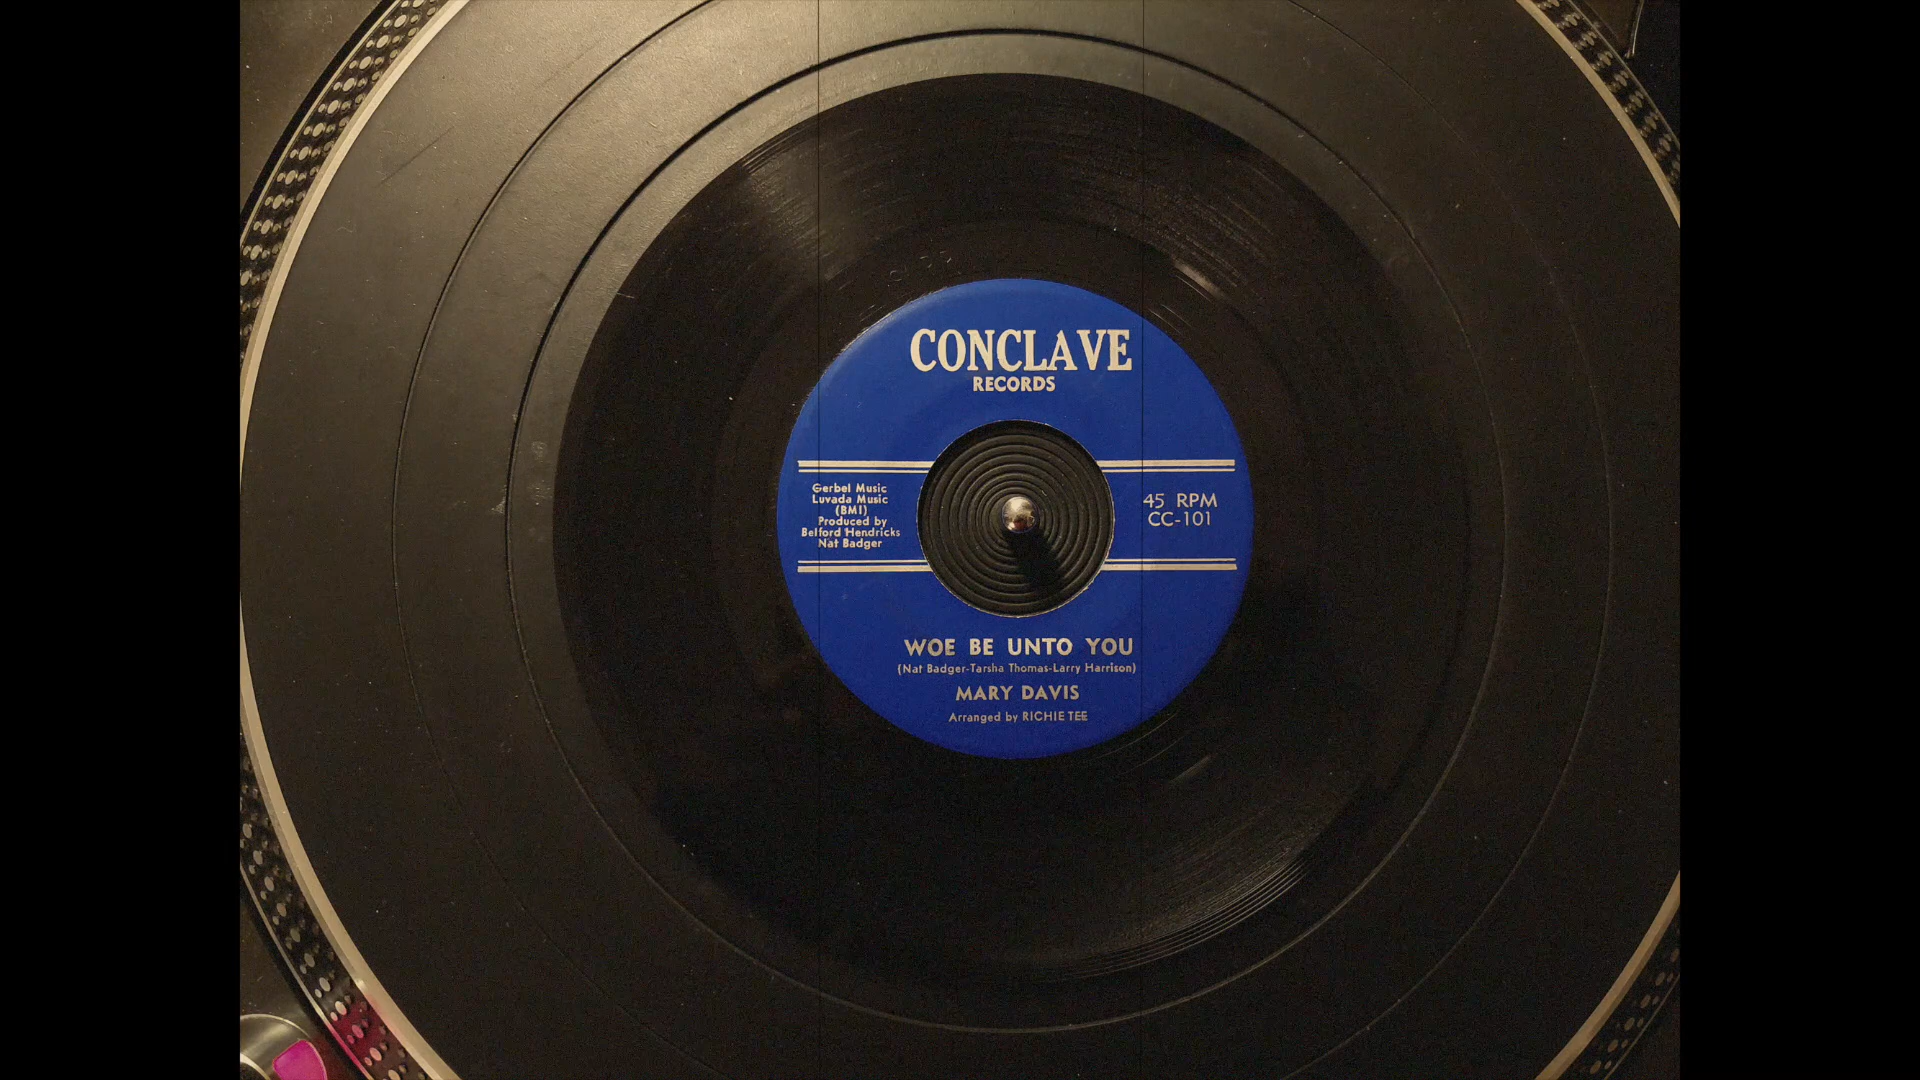 CONCLAVE
RECORDS
Gerbel Music
Luvada Music
(BMI)
Produced by
Belford Hendricks
Nat Badger
45 RPM
CC-101
WOE BE UNTO YOU
(Nat Badger-Tarsha Thomas-Larry Harrison)
MARY DAVIS
Arranged by RICHIE TEE